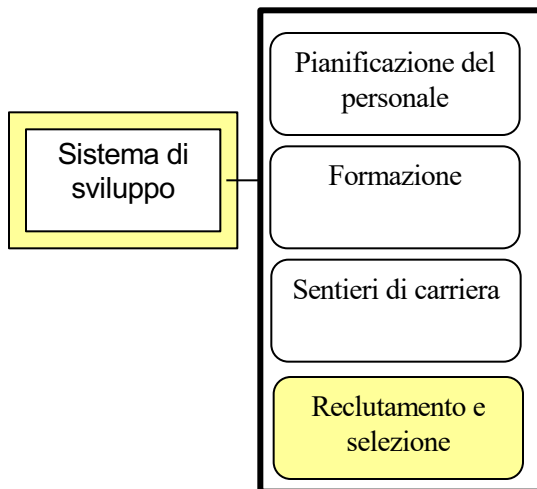 Sistema di
sviluppo
Pianificazione del
personale
Formazione
Sentieri di carriera
Reclutamento e
selezione